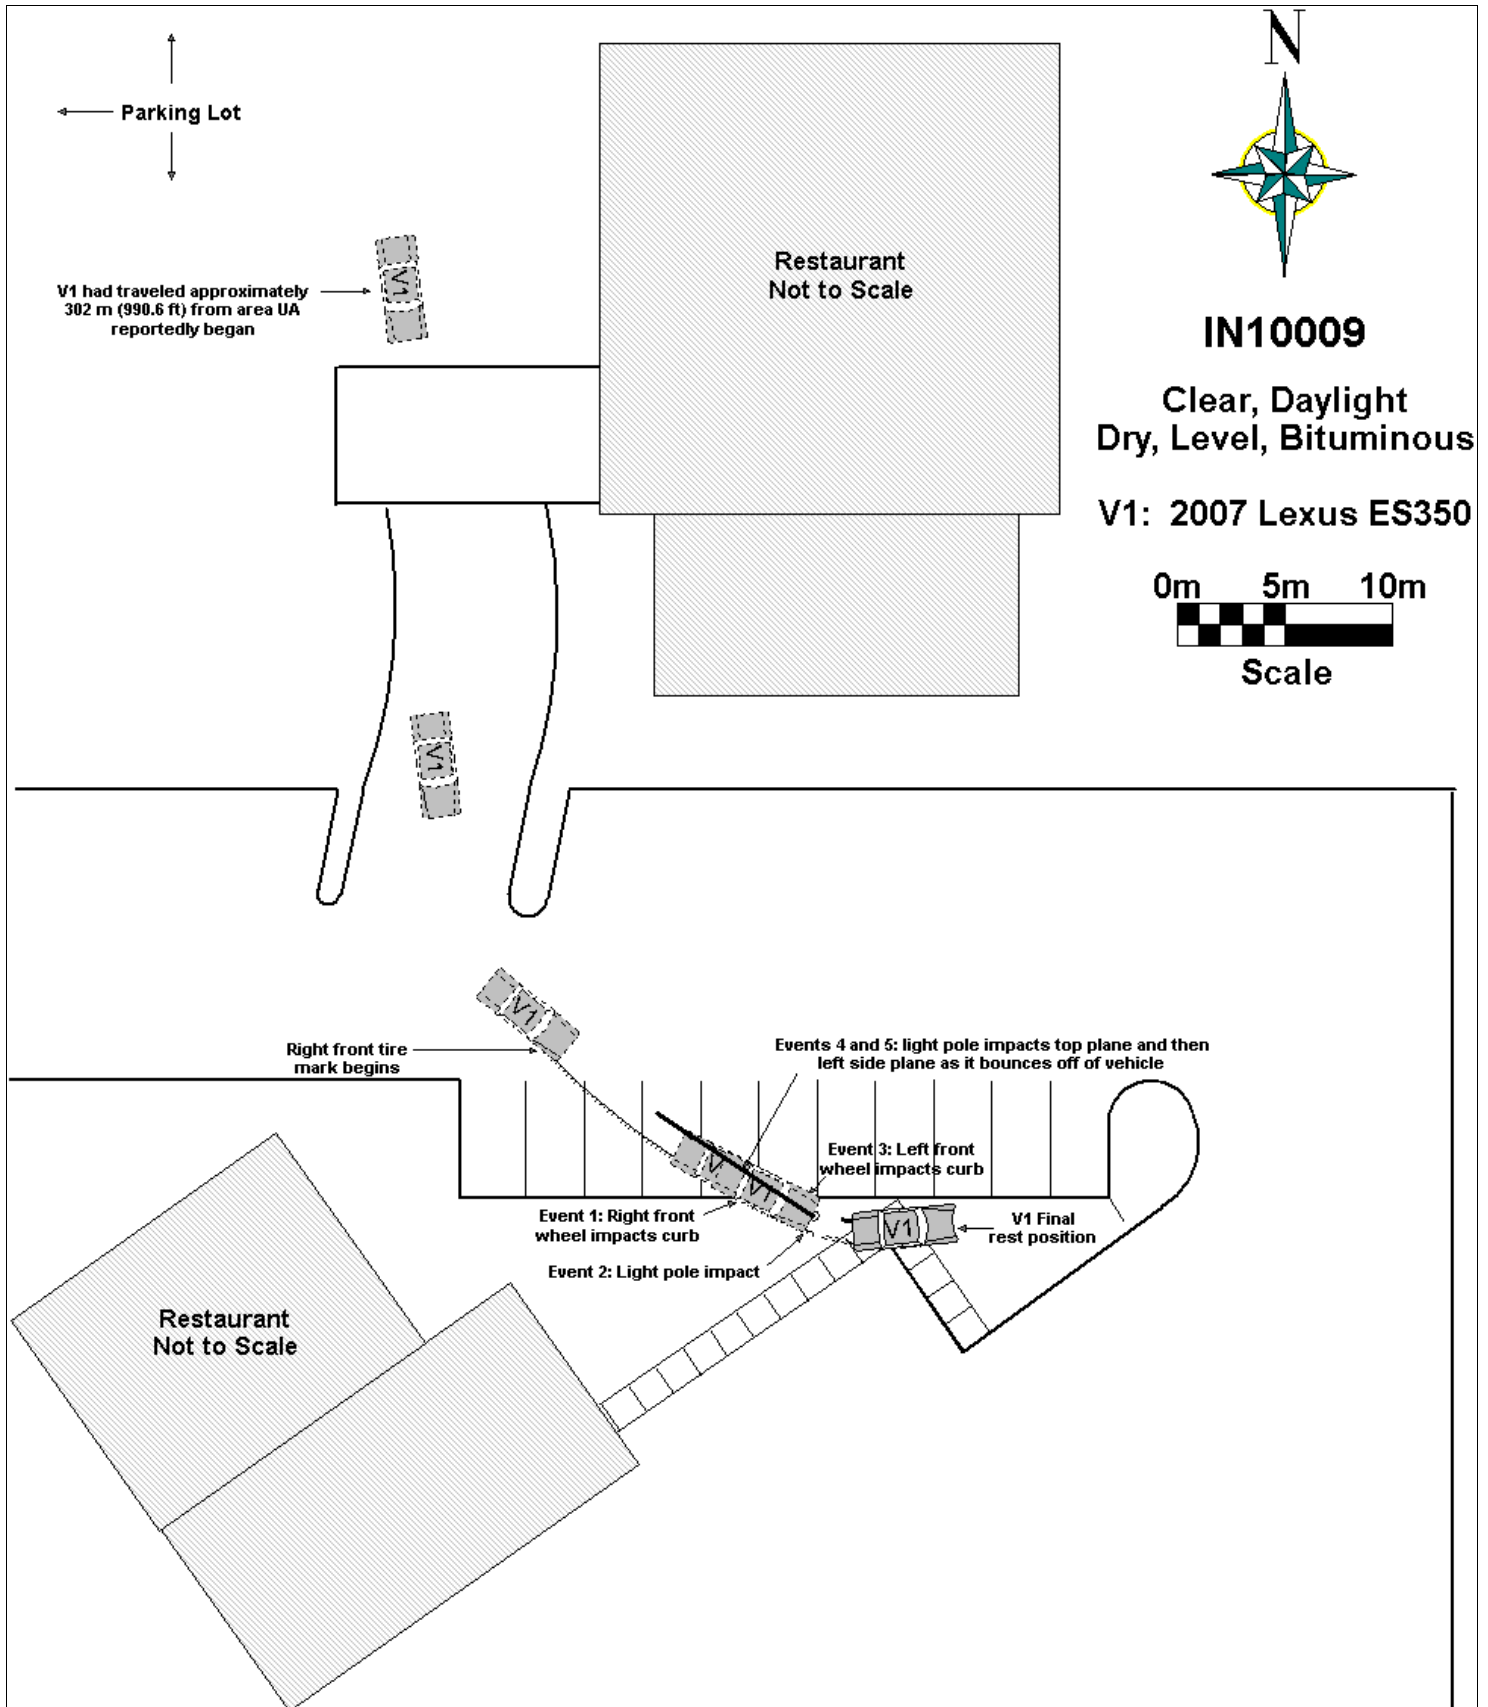 N
Parking Lot
V1
V1 had traveled approximately
302 m (990.6 ft) from area UA
reportedly began
Restaurant
Not to Scale
IN10009
Clear, Daylight
Dry, Level, Bituminous
V1: 2007 Lexus ES350
0m 5m 10m
Scale
V1
V1
Right front tire
mark begins
Events 4 and 5: light pole impacts top plane and then
left side plane as it bounces off of vehicle
Event 3: Left front
wheel impacts curb
V1
V1
Event 1: Right front
wheel impacts curb
Event 2: Light pole impact
V1
V1 Final
rest position
Restaurant
Not to Scale